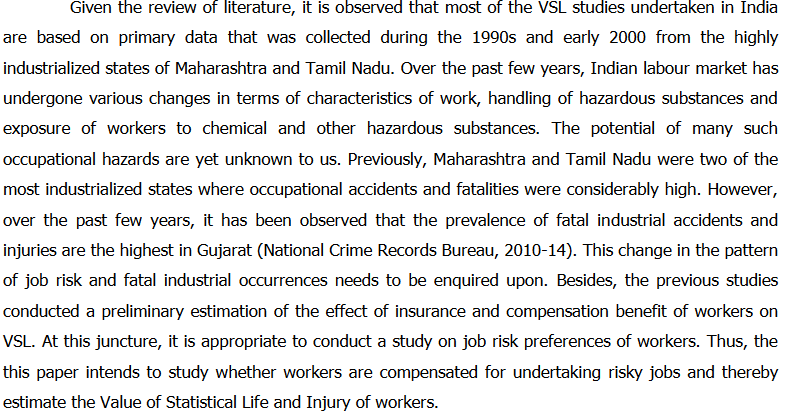 Given the review of literature, it is observed that most of the VSL studies undertaken in India
are based on primary data that was collected during the 1990s and early 2000 from the highly
industrialized states of Maharashtra and Tamil Nadu. Over the past few years, Indian labour market has
undergone various changes in terms of characteristics of work, handling of hazardous substances and
exposure of workers to chemical and other hazardous substances. The potential of many such
occupational hazards are yet unknown to us. Previously, Maharashtra and Tamil Nadu were two of the
most industrialized states where occupational accidents and fatalities were considerably high. However,
over the past few years, it has been observed that the prevalence of fatal industrial accidents and
injuries are the highest in Gujarat (National Crime Records Bureau, 2010-14). This change in the pattern
of job risk and fatal industrial occurrences needs to be enquired upon. Besides, the previous studies
conducted a preliminary estimation of the effect of insurance and compensation benefit of workers on
VSL. At this juncture, it is appropriate to conduct a study on job risk preferences of workers. Thus, the
this paper intends to study whether workers are compensated for undertaking risky jobs and thereby
estimate the Value of Statistical Life and Injury of workers.